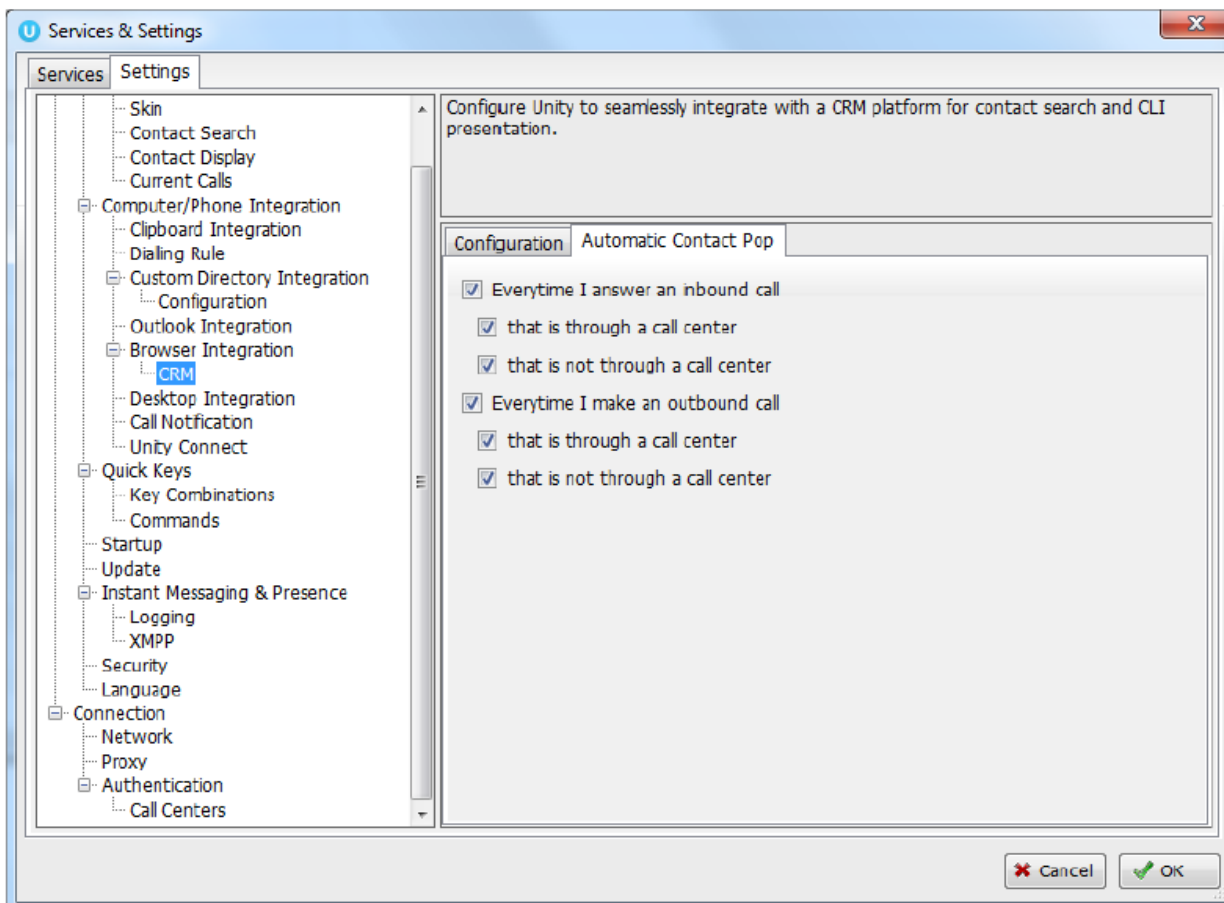 U Services & Settings
Services Settings
Skin
Contact Search
Contact Display
Current Calls
Computer/Phone Integration
Clipboard Integration
Dialing Rule
Custom Directory Integration
Configuration
Outlook Integration
Browser Integration
CRM
Desktop Integration
Call Notification
Unity Connect
Quick Keys
Key Combinations
Commands
Startup
Update
Instant Messaging & Presence
Logging
XMPP
Security
Language
Connection
Network
Proxy
Authentication
Call Centers
Configure Unity to seamlessly integrate with a CRM platform for contact search and CLI
presentation.
Configuration Automatic Contact Pop
Everytime I answer an inbound call
that is through a call center
that is not through a call center
Everytime I make an outbound call
that is through a call center
that is not through a call center
Cancel OK